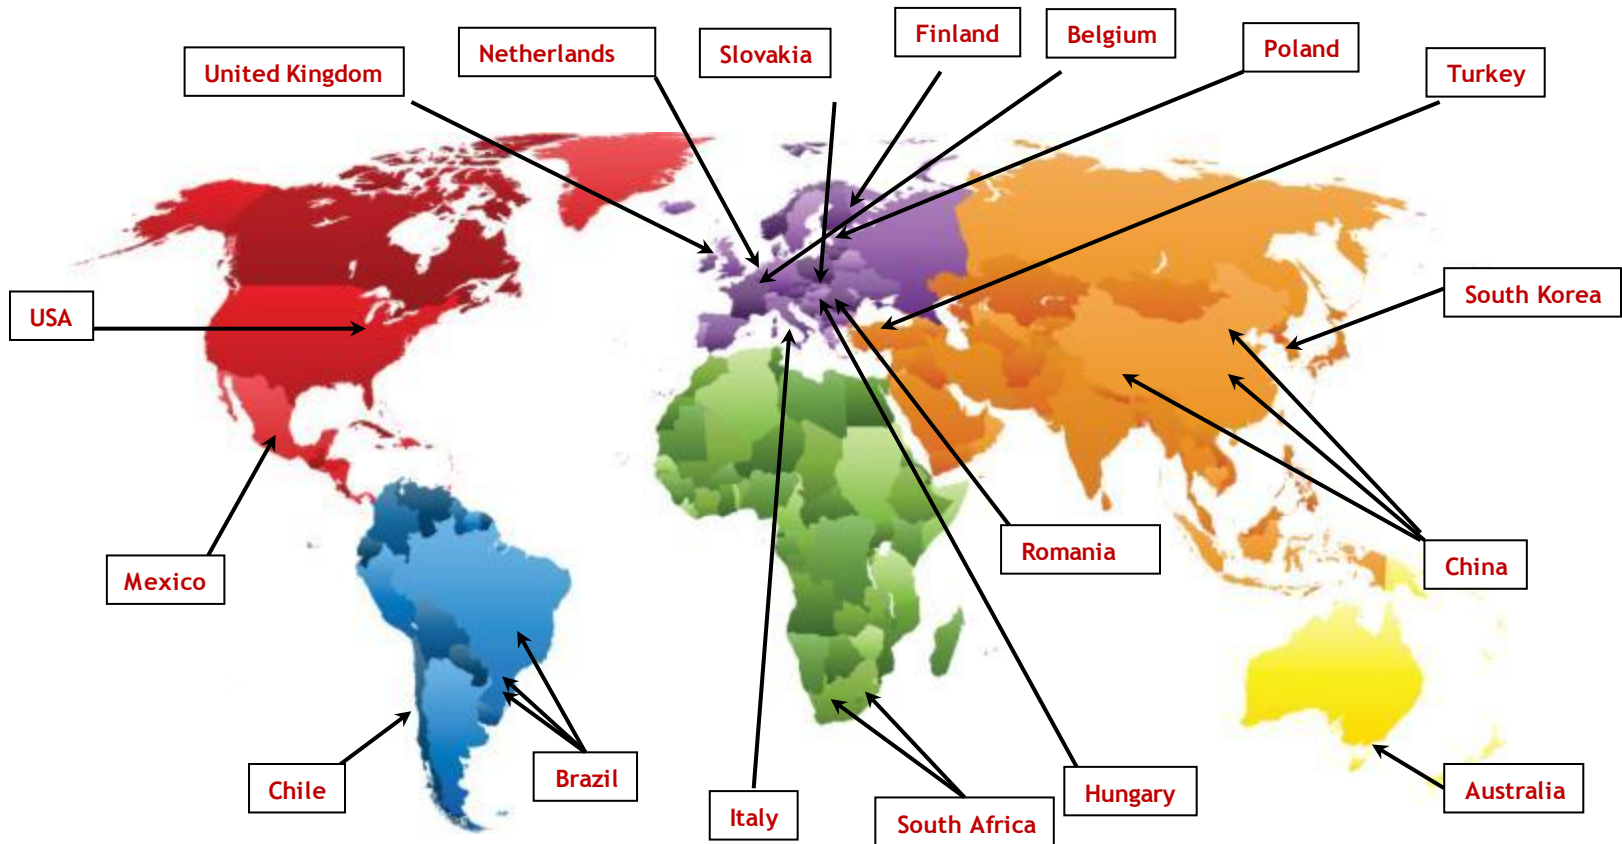 Finland
Belgium
Netherlands
Slovakia
Poland
United Kingdom
Turkey
South Korea
USA
Romania
China
Mexico
Chile
Brazil
Hungary
Australia
Italy
South Africa